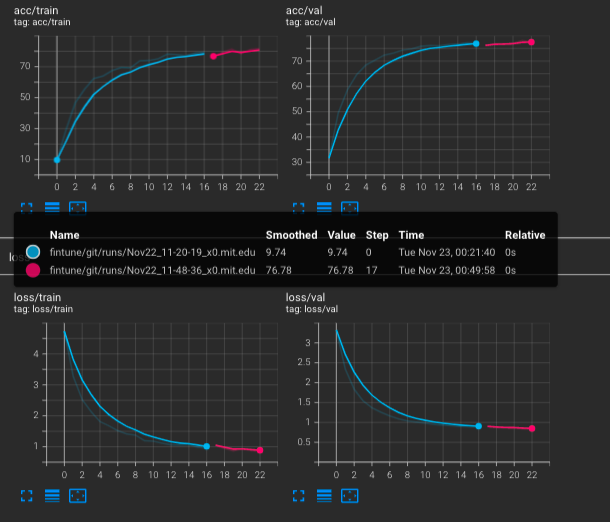 acc/train
tag: acc/train
70
50
30
10
0 2 4 6 8 10 12 14 16 18 20 22
acc/val
tag: acc/val
80
70
60
50
40
30
0 2 4 6 8 10 12 14 16 18 20 22
Name Smoothed Value Step Time Relative
fintune/git/runs/Nov22_11-20-19_x0.mit.edu 9.74 9.74 0 Tue Nov 23, 00:21:40 0s
fintune/git/runs/Nov22_11-48-36_x0.mit.edu 76.78 76.78 17 Tue Nov 23, 00:49:58 0s
loss/train
tag: loss/train
4
3
2
1
0 2 4 6 8 10 12 14 16 18 20 22
loss/val
tag: loss/val
3.5
3
2.5
2
1.5
1
0.5
0 2 4 6 8 10 12 14 16 18 20 22